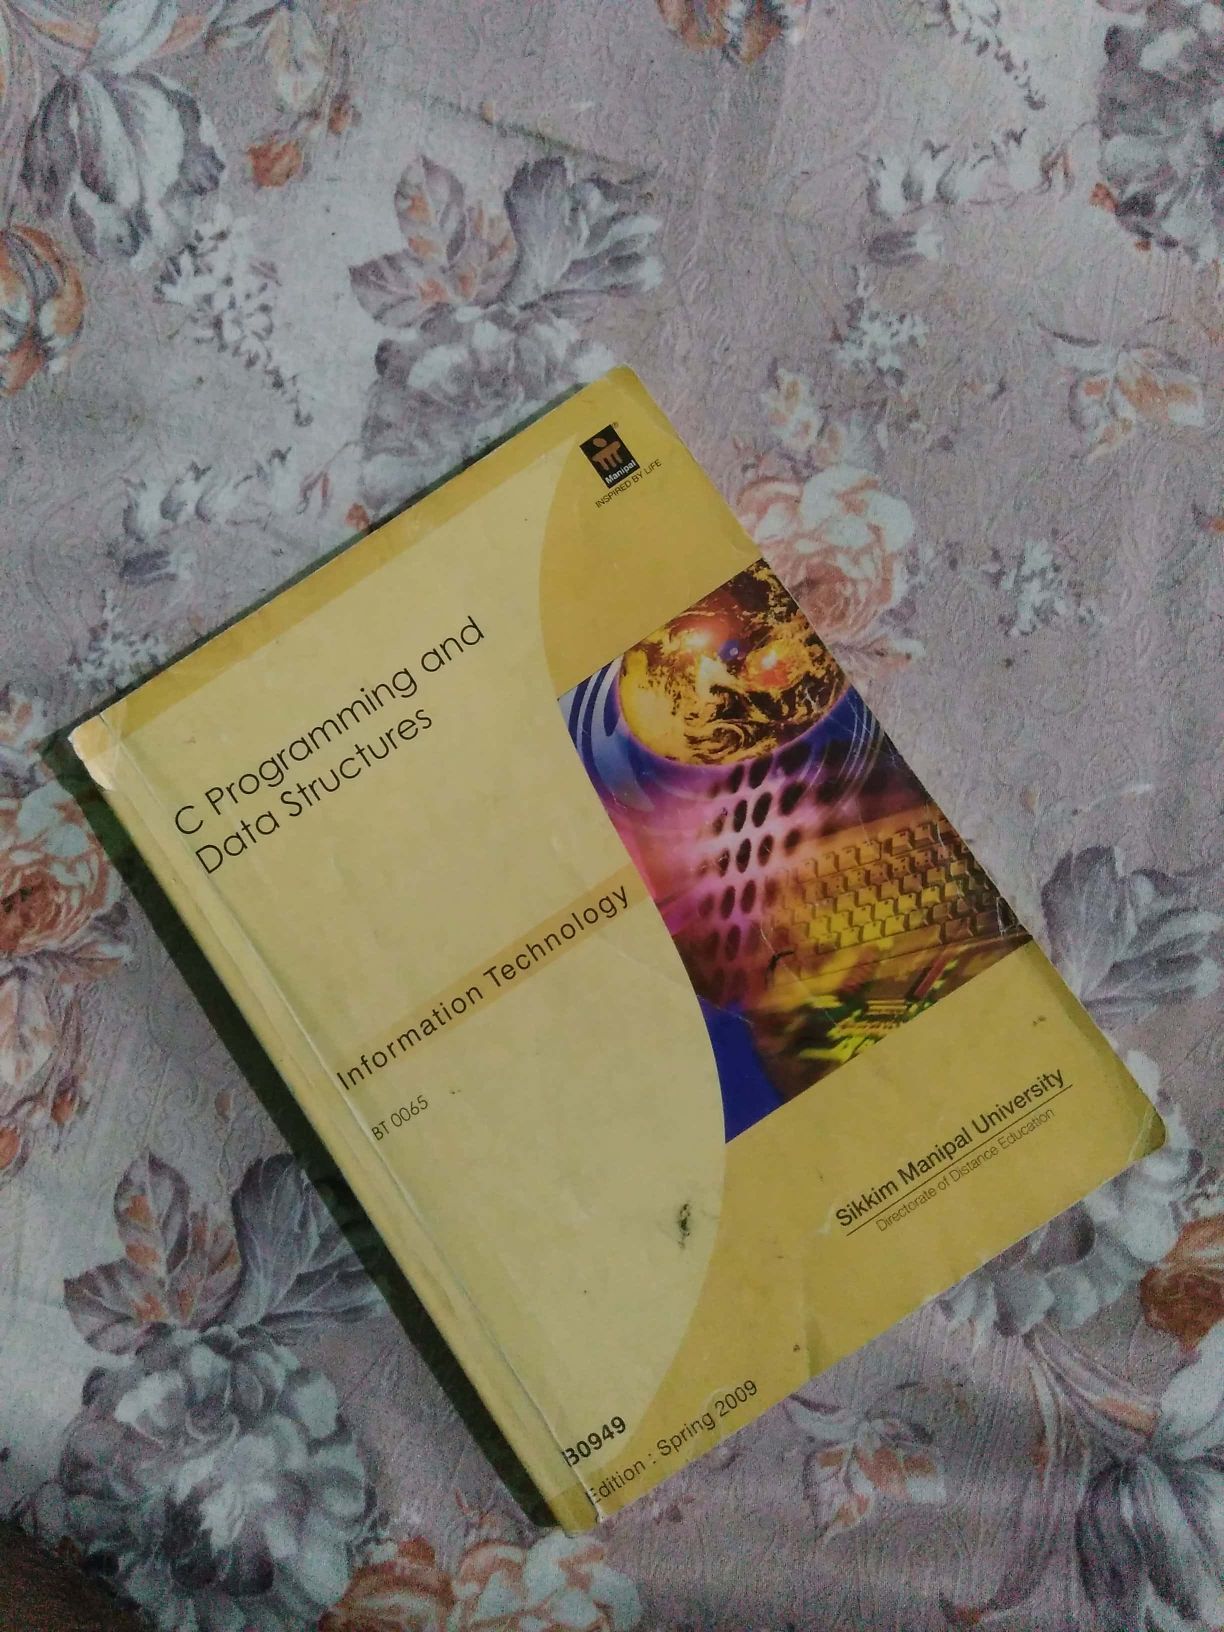 Manipal
INSPIRED BY LIFE
C Programming and
Data Structures
Information Technology
BT 0065
Sikkim Manipal University
Directorate of Distance Education
B0949
Edition : Spring 2009